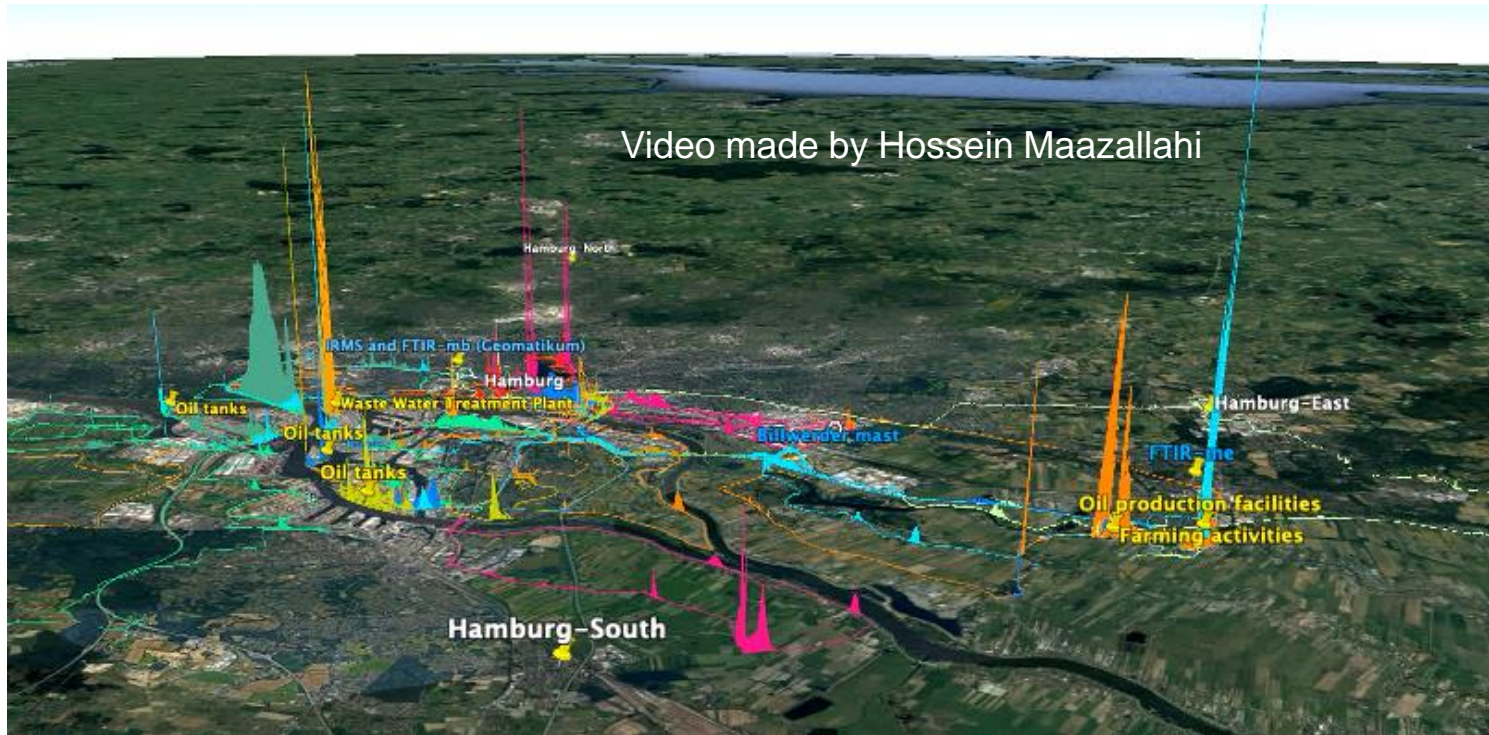 Video made by Hossein Maazallahi
Hamburg-North
IRMS and FTIR-mb (Geomatikum)
Hamburg
Oil tanks
Waste Water Treatment Plant
Hamburg-East
Oil tanks
Billwerder mast
FTIR-me
Oil tanks
Oil production facilities
Farming activities
Hamburg-South